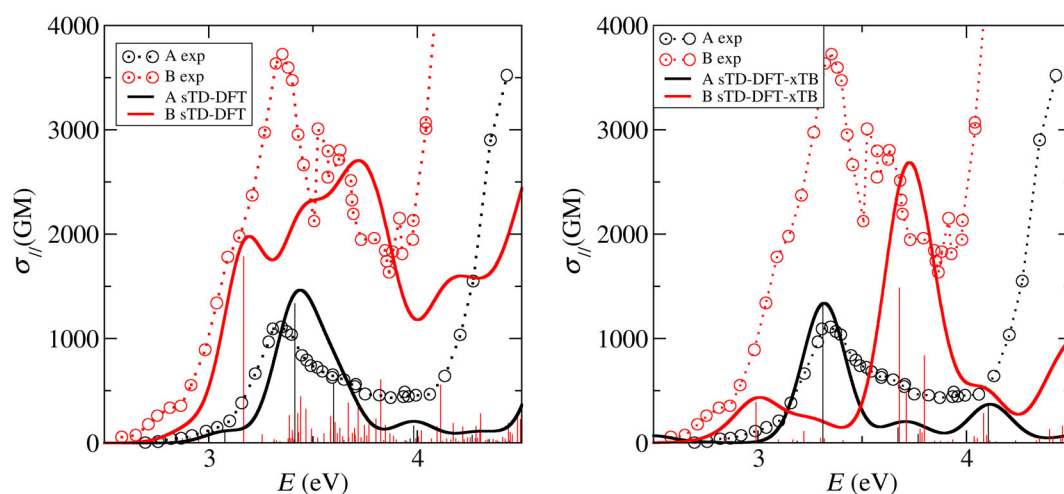 4000
3000
2000
1000
0
σ// (GM)
A exp
B exp
A sTD-DFT
B sTD-DFT
3
4
E (eV)
4000
3000
2000
1000
0
σ// (GM)
A exp
B exp
A sTD-DFT-xTB
B sTD-DFT-xTB
3
4
E (eV)